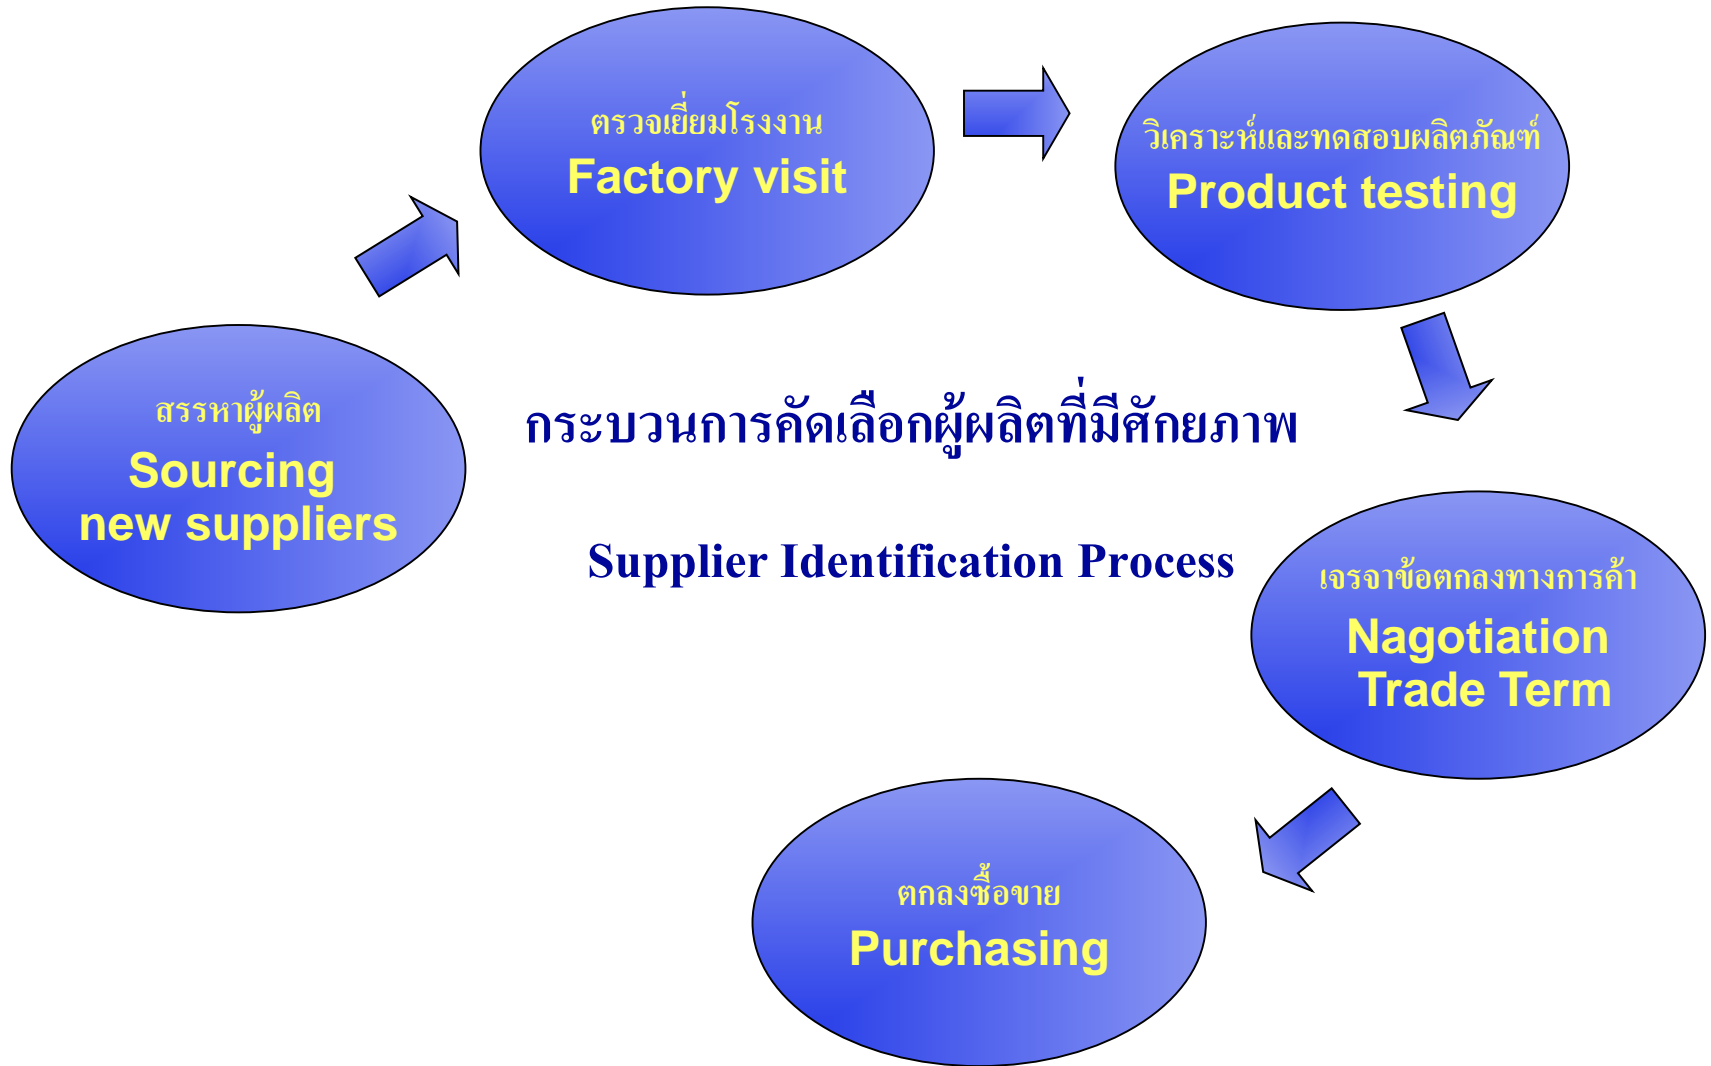 ตรวจเยี่ยมโรงงาน
Factory visit
วิเคราะห์และทดสอบผลิตภัณฑ์
Product testing
สรรหาผู้ผลิต
Sourcing
new suppliers
กระบวนการคัดเลือกผู้ผลิตที่มีศักยภาพ
Supplier Identification Process
เจรจาข้อตกลงทางการค้า
Nagotiation
Trade Term
ตกลงซื้อขาย
Purchasing